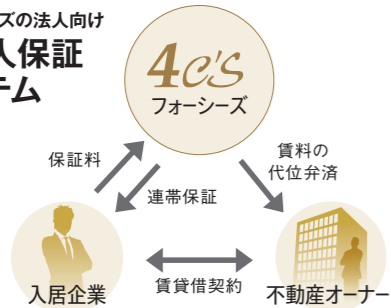 ズの法人向け
人保証
テム
4C'S
フォーシーズ
保証料
連帯保証
賃料の
代位弁済
入居企業
賃貸借契約
不動産オーナー